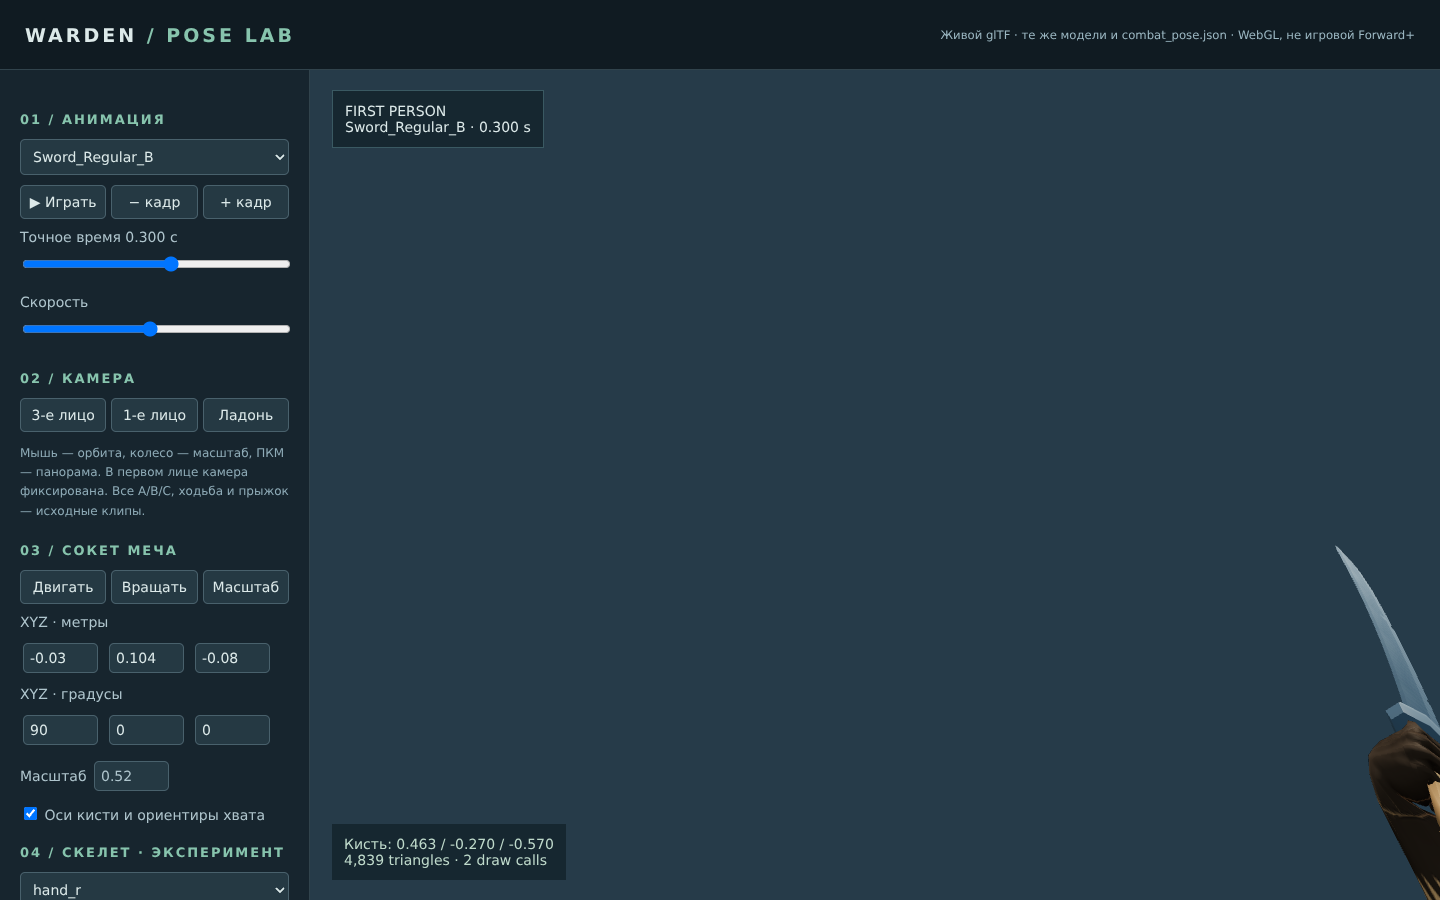 WARDEN / POSE LAB
Живой glTF · те же модели и combat_pose.json · WebGL, не игровой Forward+
01 / АНИМАЦИЯ
Sword_Regular_B
▶ Играть
− кадр
+ кадр
Точное время 0.300 с
Скорость
02 / КАМЕРА
3-е лицо
1-е лицо
Ладонь
Мышь — орбита, колесо — масштаб, ПКМ
— панорама. В первом лице камера
фиксирована. Все A/B/C, ходьба и прыжок
— исходные клипы.
03 / СОКЕТ МЕЧА
Двигать
Вращать
Масштаб
XYZ · метры
-0.03
0.104
-0.08
XYZ · градусы
90
0
0
Масштаб 0.52
Оси кисти и ориентиры хвата
04 / СКЕЛЕТ · ЭКСПЕРИМЕНТ
hand_r
FIRST PERSON
Sword_Regular_B · 0.300 s
Кисть: 0.463 / -0.270 / -0.570
4,839 triangles · 2 draw calls